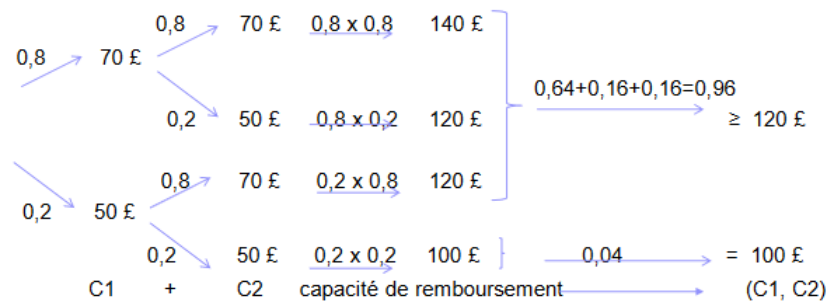 0,8 70 £ 0,8 x 0,8 140 £
0,8 70 £
0,64+0,16+0,16=0,96
0,2 50 £ 0,8 x 0,2 120 £ ≥ 120 £
0,8 70 £ 0,2 x 0,8 120 £
0,2 50 £
0,2 50 £ 0,2 x 0,2 100 £ 0,04 = 100 £
C1 + C2 capacité de remboursement (C1, C2)